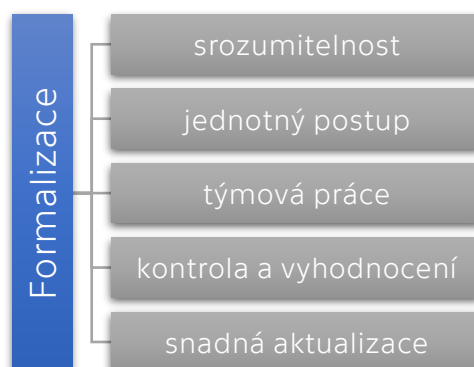 Formalizace
srozumitelnost
jednotný postup
týmová práce
kontrola a vyhodnocení
snadná aktualizace